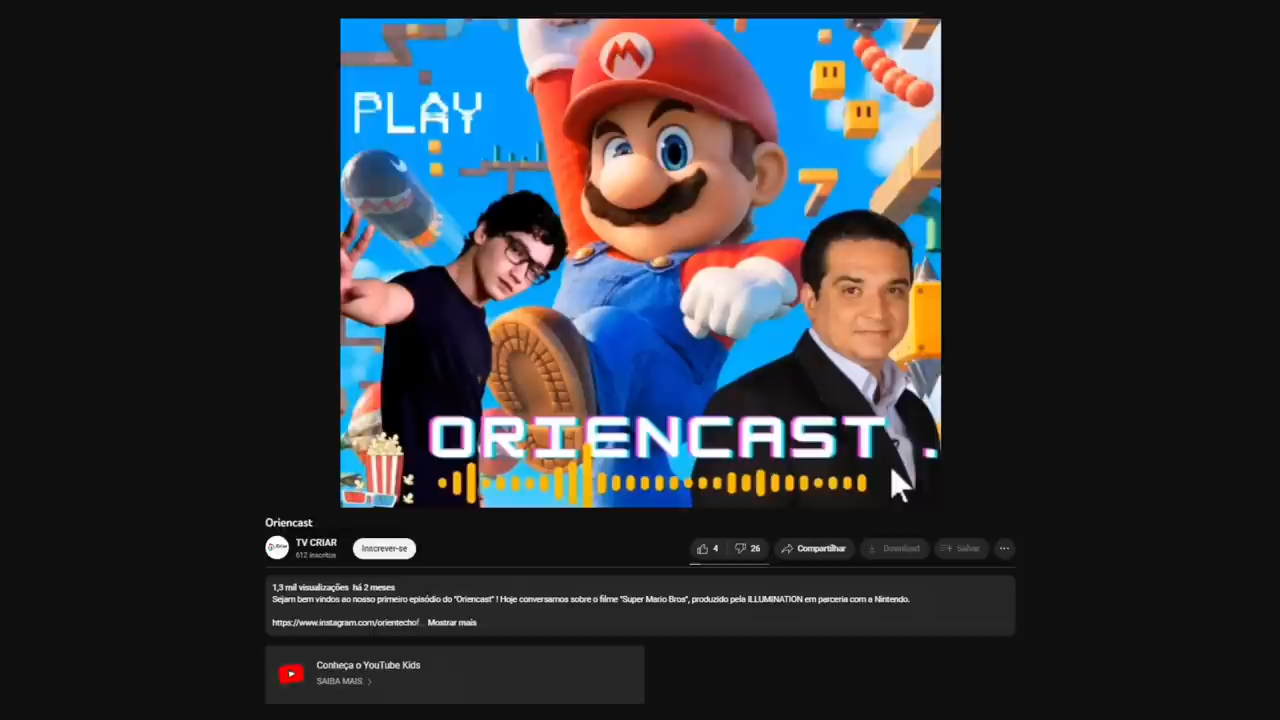 PLAY
ORIENCAST .
Oriencast
TV CRIAR
612 inscritos
Inscrever-se
4
26
Compartilhar
Download
Salvar
1,3 mil visualizações há 2 meses
Sejam bem vindos ao nosso primeiro episódio do "Oriencast" ! Hoje conversamos sobre o filme "Super Mario Bros", produzido pela ILLUMINATION em parceria com a Nintendo.
https://www.instagram.com/orientechof... Mostrar mais
Conheça o YouTube Kids
SAIBA MAIS